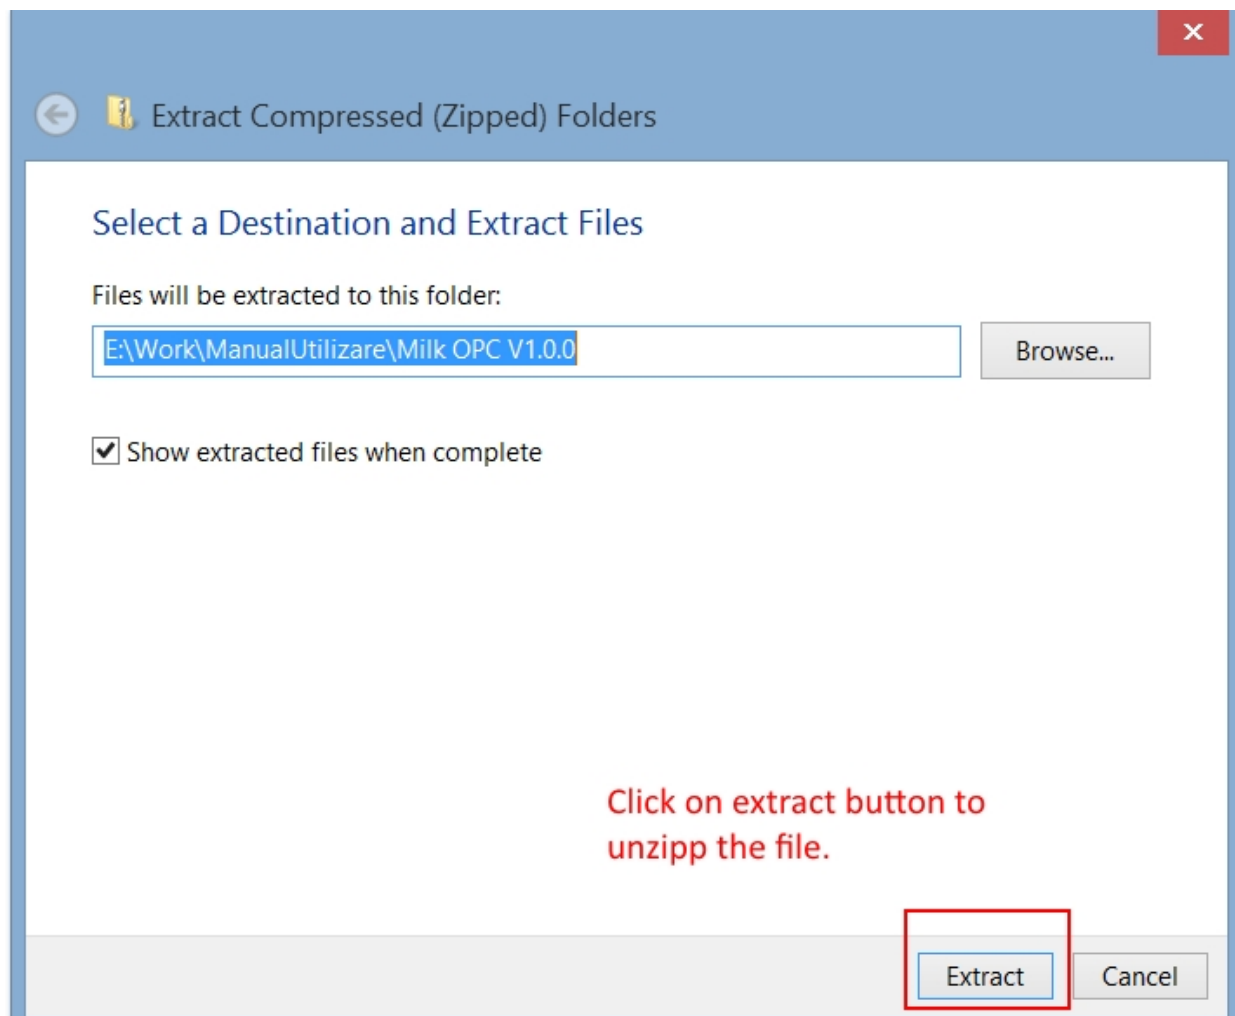 Extract Compressed (Zipped) Folders
Select a Destination and Extract Files
Files will be extracted to this folder:
E:\Work\ManualUtilizare\Milk OPC V1.0.0
Browse...
Show extracted files when complete
Click on extract button to
unzipp the file.
Extract
Cancel